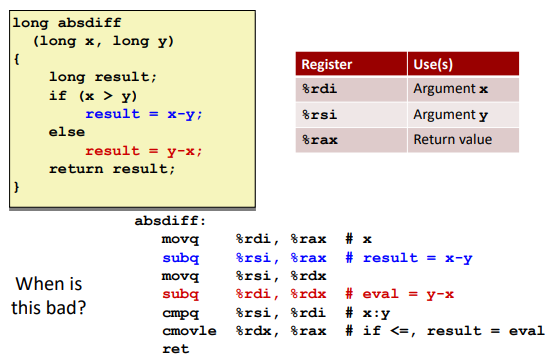 long absdiff
(long x, long y)
{
long result;
if (x > y)
result = x-y;
else
result = y-x;
return result;
}
Register Use(s)
%rdi Argument x
%rsi Argument y
%rax Return value
When is
this bad?
absdiff:
movq %rdi, %rax # x
subq %rsi, %rax # result = x-y
movq %rsi, %rdx
subq %rdi, %rdx # eval = y-x
cmpq %rsi, %rdi # x:y
cmovle %rdx, %rax # if <=, result = eval
ret